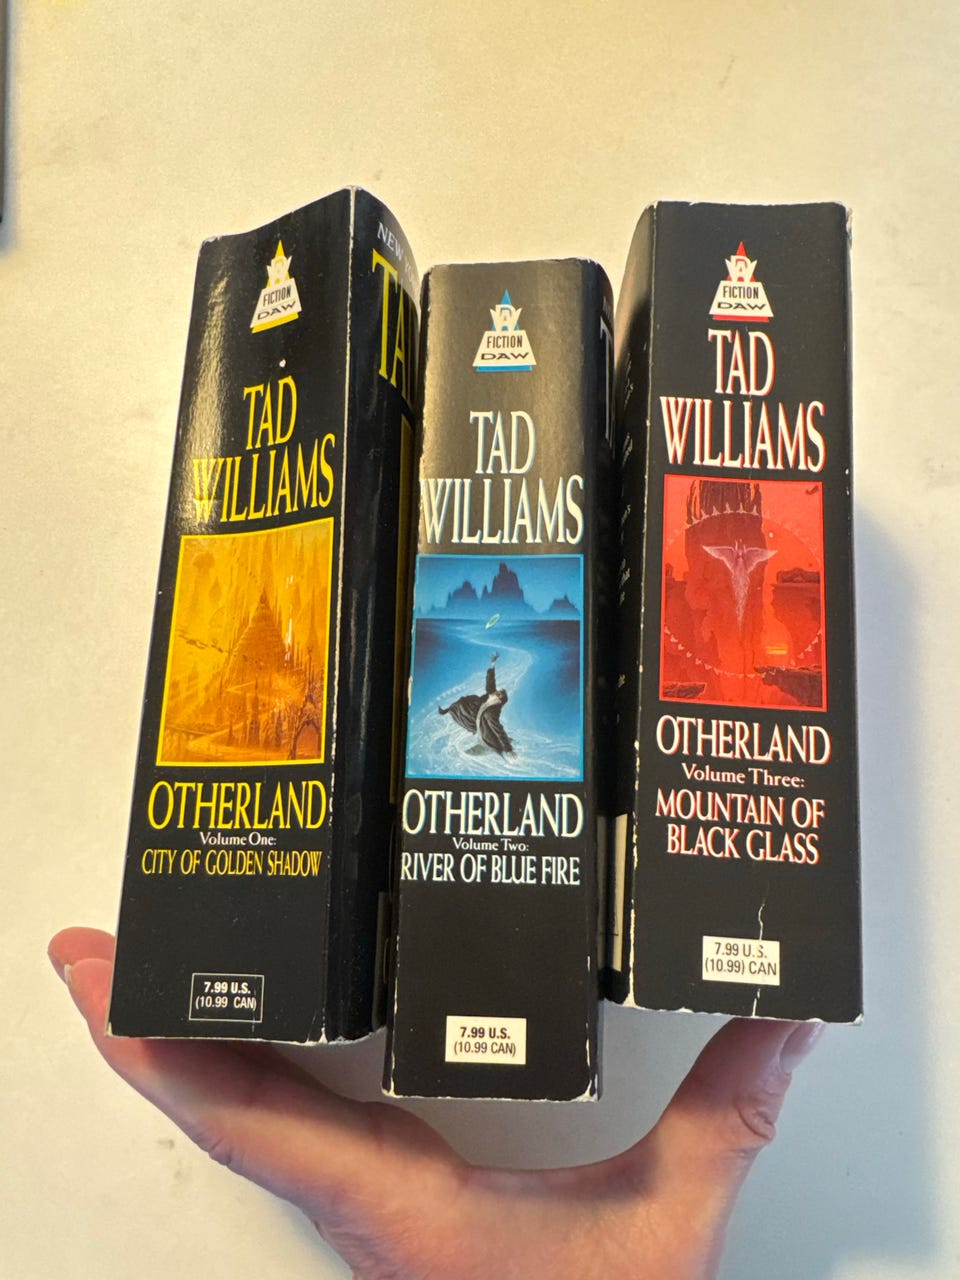 FICTION
DAW
TAD
WILLIAMS
OTHERLAND
Volume One:
CITY OF GOLDEN SHADOW
7.99 U.S.
(10.99 CAN)
NEW
TA
FICTION
DAW
TAD
WILLIAMS
OTHERLAND
Volume Two:
RIVER OF BLUE FIRE
7.99 U.S.
(10.99 CAN)
T
FICTION
DAW
TAD
WILLIAMS
OTHERLAND
Volume Three:
MOUNTAIN OF
BLACK GLASS
7.99 U.S.
(10.99) CAN